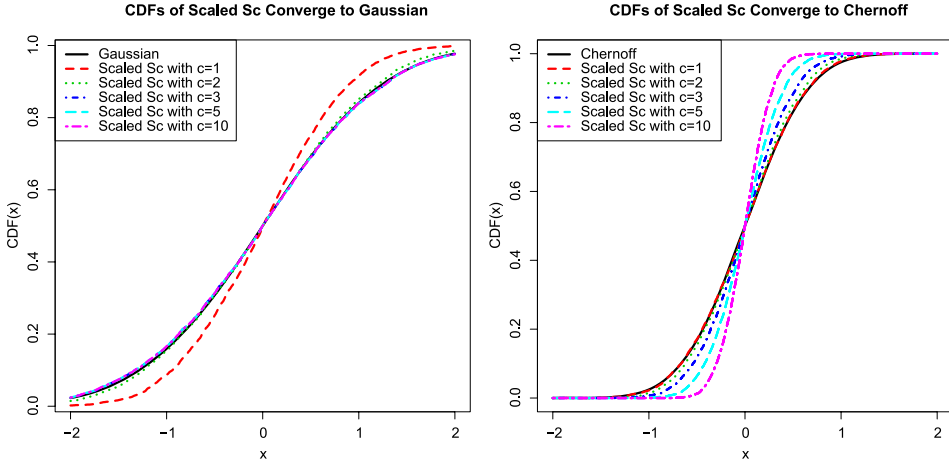 CDFs of Scaled Sc Converge to Gaussian
Gaussian
Scaled Sc with c=1
Scaled Sc with c=2
Scaled Sc with c=3
Scaled Sc with c=5
Scaled Sc with c=10
CDF(x)
0.0
0.2
0.4
0.6
0.8
1.0
−2
−1
0
1
2
x
CDFs of Scaled Sc Converge to Chernoff
Chernoff
Scaled Sc with c=1
Scaled Sc with c=2
Scaled Sc with c=3
Scaled Sc with c=5
Scaled Sc with c=10
CDF(x)
0.0
0.2
0.4
0.6
0.8
1.0
−2
−1
0
1
2
x